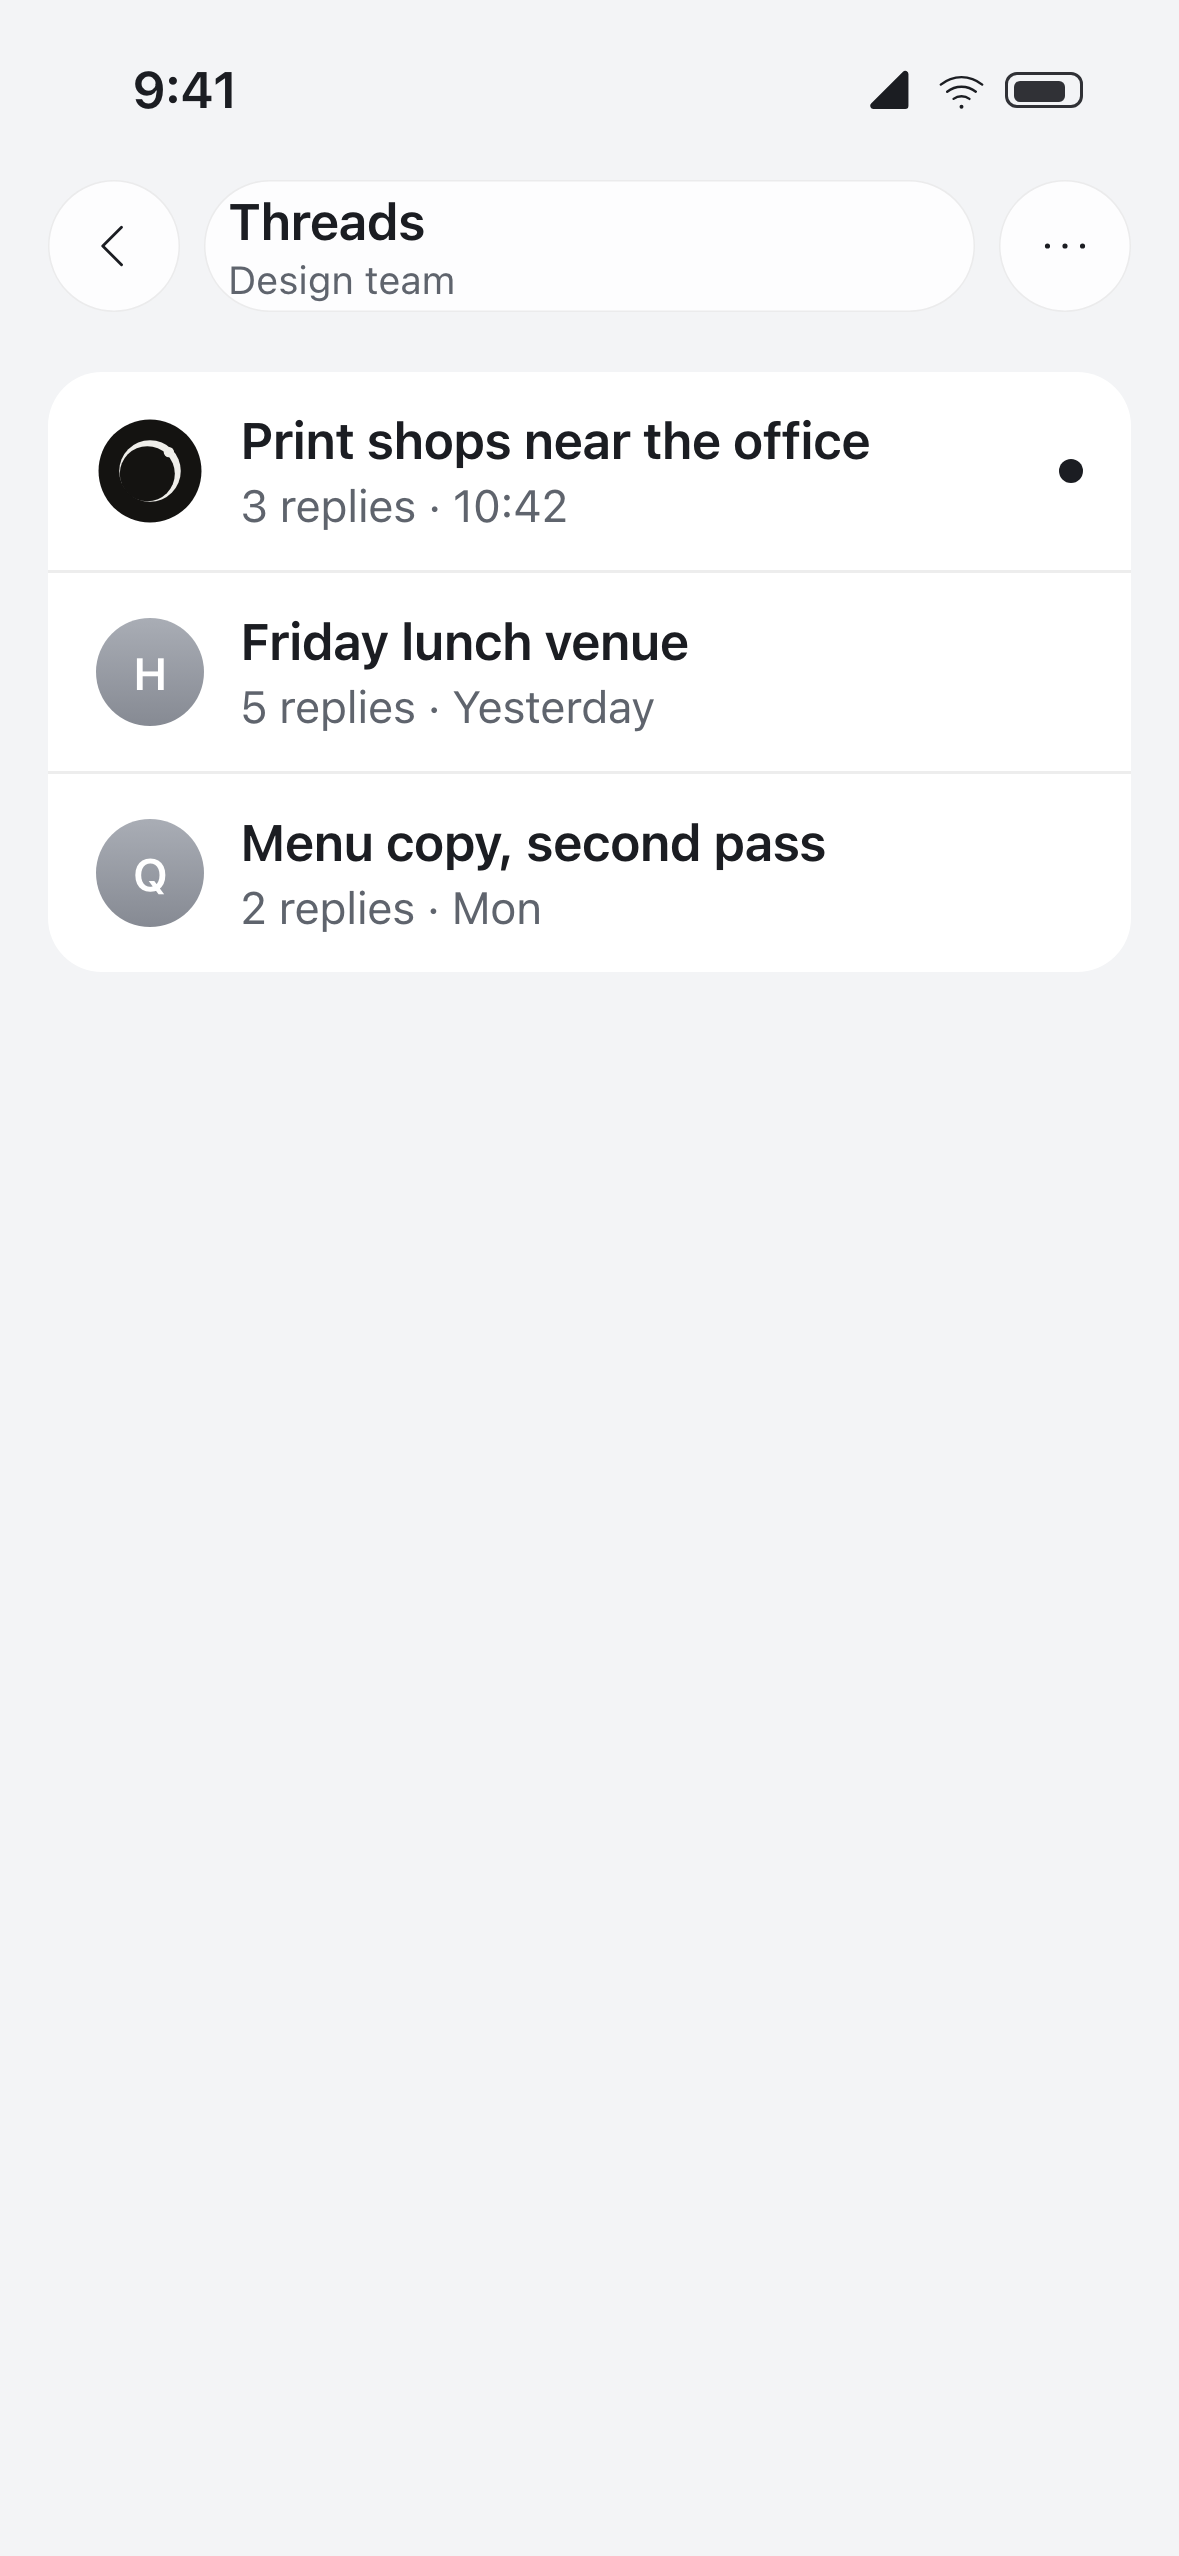 9:41
Threads
Design team
Print shops near the office
3 replies · 10:42
H
Friday lunch venue
5 replies · Yesterday
Q
Menu copy, second pass
2 replies · Mon